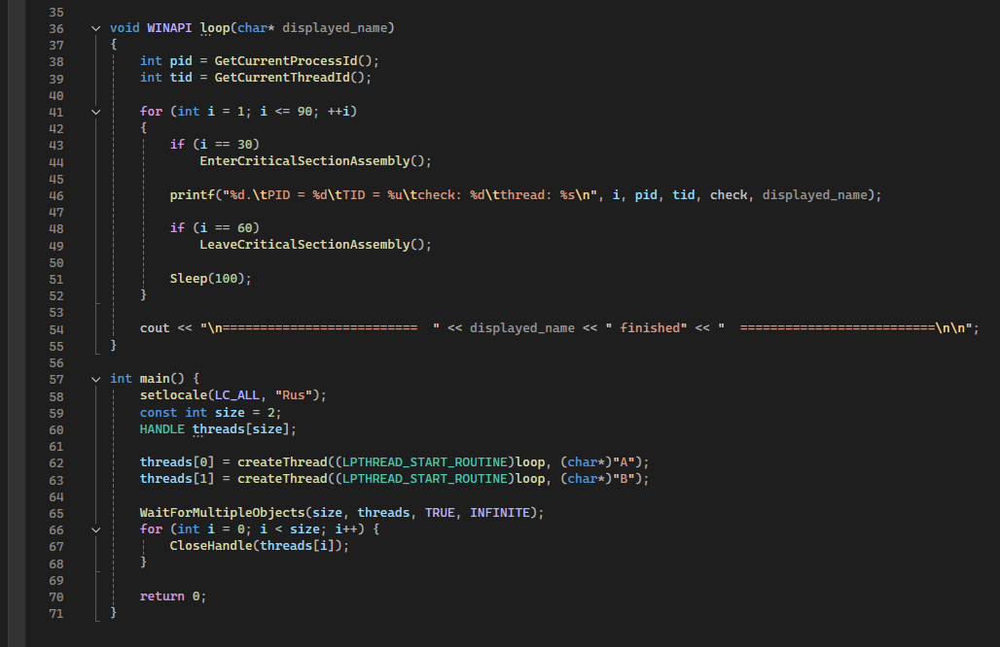 35
36 void WINAPI loop(char* displayed_name)
37 {
38 int pid = GetCurrentProcessId();
39 int tid = GetCurrentThreadId();
40
41 for (int i = 1; i <= 90; ++i)
42 {
43 if (i == 30)
44 EnterCriticalSectionAssembly();
45
46 printf("%d.\tPID = %d\tTID = %u\tcheck: %d\tthread: %s\n", i, pid, tid, check, displayed_name);
47
48 if (i == 60)
49 LeaveCriticalSectionAssembly();
50
51 Sleep(100);
52 }
53
54 cout << "\n========================== " << displayed_name << " finished" << " ==========================\n\n";
55 }
56
57 int main() {
58 setlocale(LC_ALL, "Rus");
59 const int size = 2;
60 HANDLE threads[size];
61
62 threads[0] = createThread((LPTHREAD_START_ROUTINE)loop, (char*)"A");
63 threads[1] = createThread((LPTHREAD_START_ROUTINE)loop, (char*)"B");
64
65 WaitForMultipleObjects(size, threads, TRUE, INFINITE);
66 for (int i = 0; i < size; i++) {
67 CloseHandle(threads[i]);
68 }
69
70 return 0;
71 }